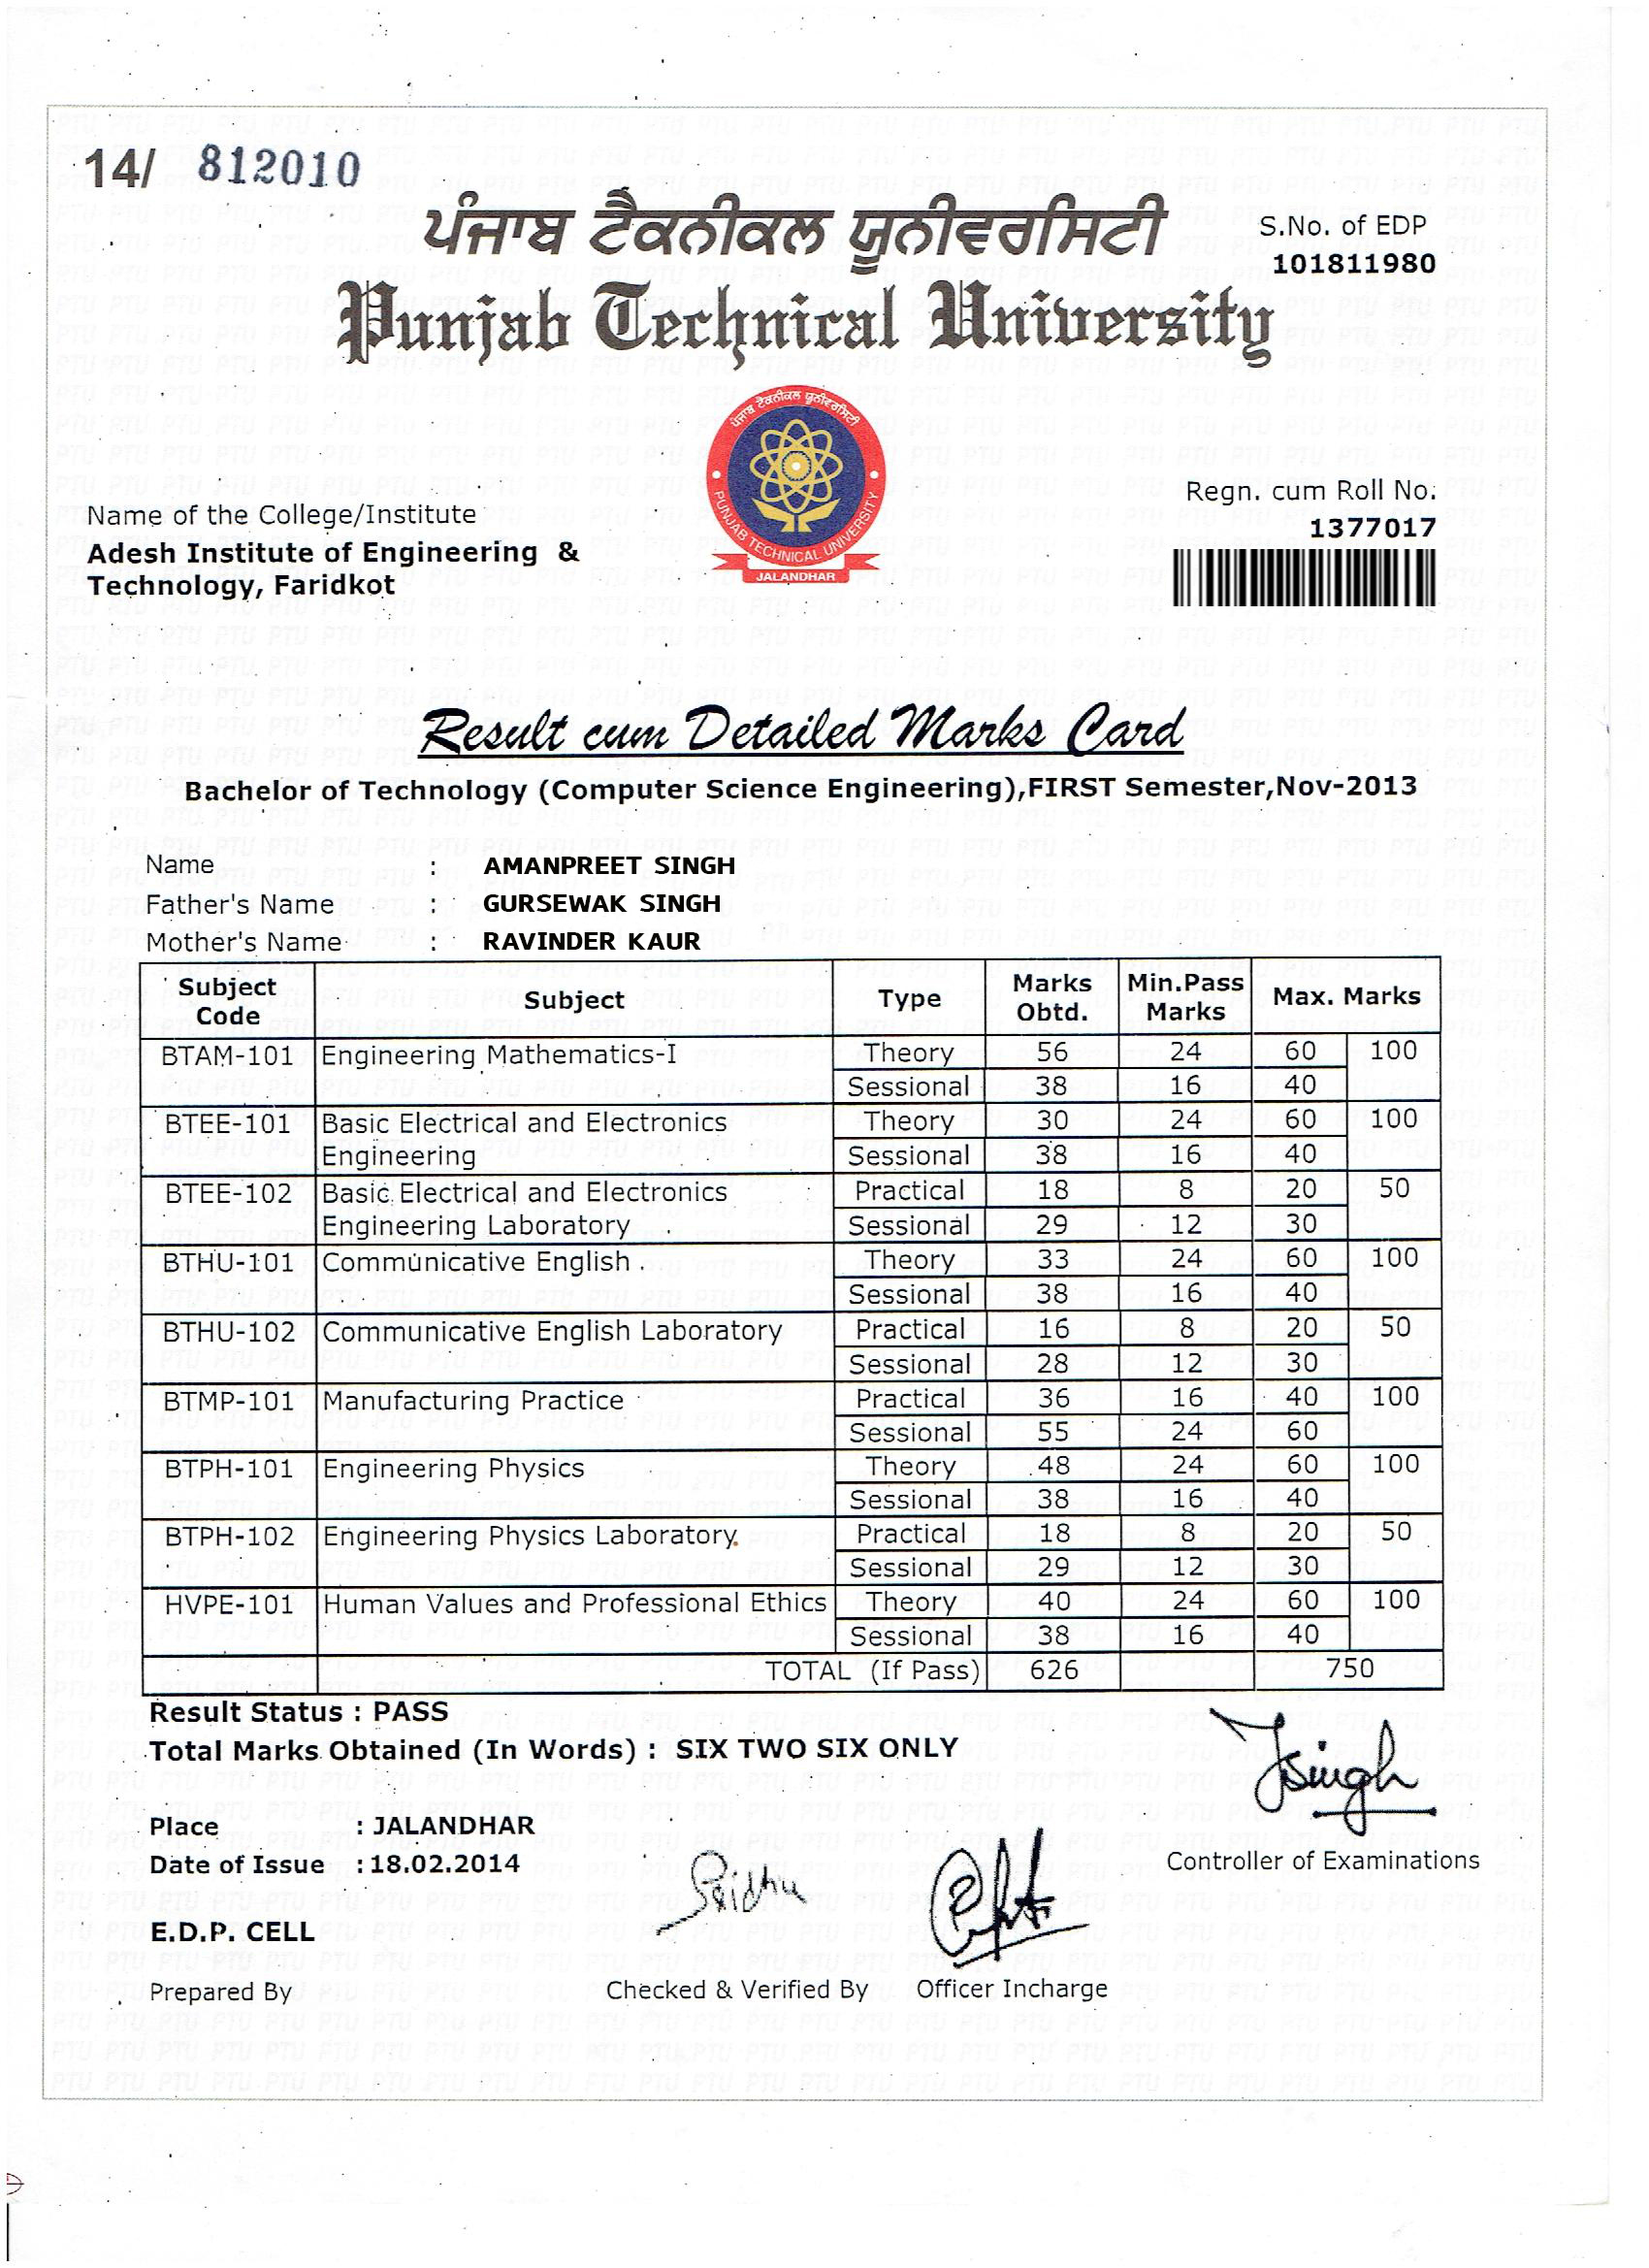 14/ 812010
ਪੰਜਾਬ ਟੈਕਨੀਕਲ ਯੂਨੀਵਰਸਿਟੀ
S.No. of EDP
101811980
Punjab Technical University
ਪੰਜਾਬ ਟੈਕਨੀਕਲ ਯੂਨੀਵਰਸਿਟੀ
PUNJAB TECHNICAL UNIVERSITY
JALANDHAR
Name of the College/Institute
Adesh Institute of Engineering &
Technology, Faridkot
Regn. cum Roll No.
1377017
Result cum Detailed Marks Card
Bachelor of Technology (Computer Science Engineering),FIRST Semester,Nov-2013
Name : AMANPREET SINGH
Father's Name : GURSEWAK SINGH
Mother's Name : RAVINDER KAUR
Subject Code Subject Type Marks Obtd. Min.Pass Marks Max. Marks
BTAM-101 Engineering Mathematics-I Theory 56 24 60 100
Sessional 38 16 40
BTEE-101 Basic Electrical and Electronics Theory 30 24 60 100
Engineering Sessional 38 16 40
BTEE-102 Basic Electrical and Electronics Practical 18 8 20 50
Engineering Laboratory Sessional 29 12 30
BTHU-101 Communicative English Theory 33 24 60 100
Sessional 38 16 40
BTHU-102 Communicative English Laboratory Practical 16 8 20 50
Sessional 28 12 30
BTMP-101 Manufacturing Practice Practical 36 16 40 100
Sessional 55 24 60
BTPH-101 Engineering Physics Theory 48 24 60 100
Sessional 38 16 40
BTPH-102 Engineering Physics Laboratory Practical 18 8 20 50
Sessional 29 12 30
HVPE-101 Human Values and Professional Ethics Theory 40 24 60 100
Sessional 38 16 40
TOTAL (If Pass) 626 750
Result Status : PASS
Total Marks Obtained (In Words) : SIX TWO SIX ONLY
Place : JALANDHAR
Date of Issue : 18.02.2014
Controller of Examinations
E.D.P. CELL
Prepared By
Checked & Verified By
Officer Incharge